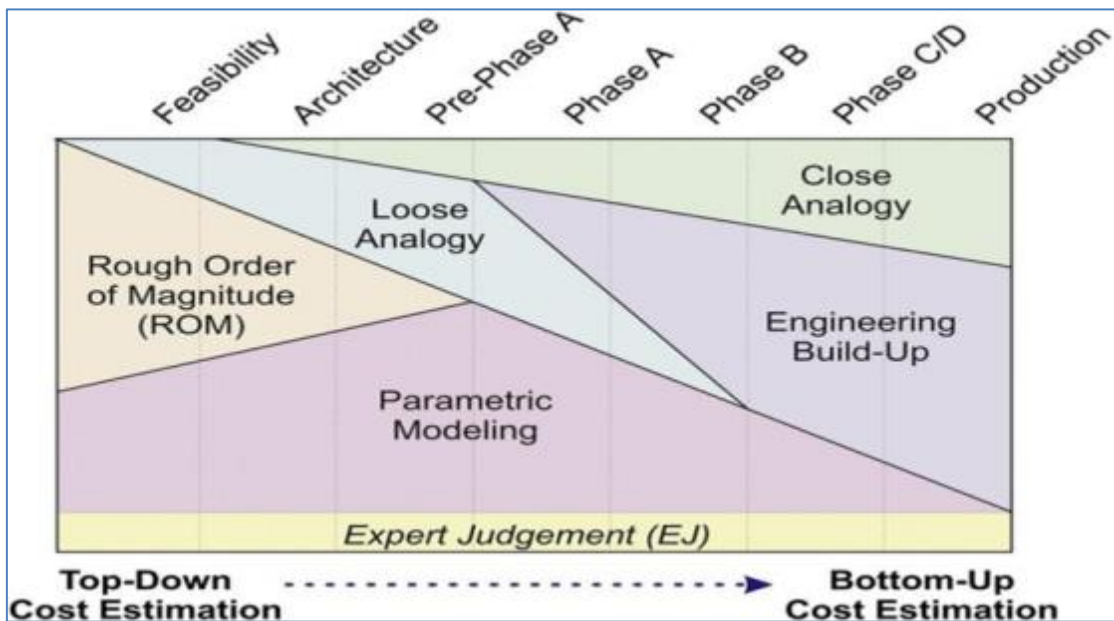 Feasibility
Architecture
Pre-Phase A
Phase A
Phase B
Phase C/D
Production
Close
Analogy
Loose
Analogy
Rough Order
of Magnitude
(ROM)
Engineering
Build-Up
Parametric
Modeling
Expert Judgement (EJ)
Top-Down
Cost Estimation
Bottom-Up
Cost Estimation